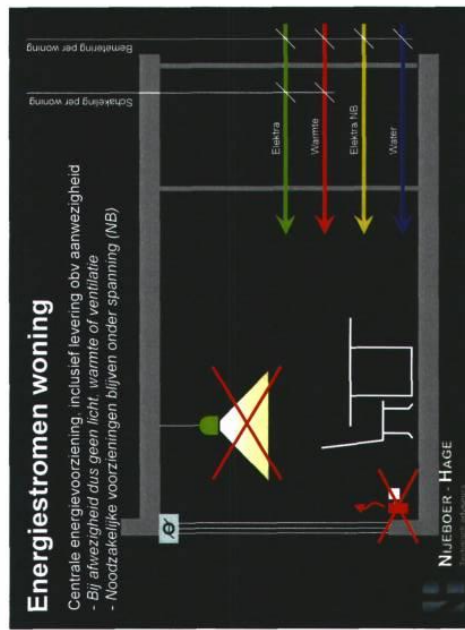 Energiestromen woning
Centrale energievoorziening, inclusief levering obv aanwezigheid
- Bij afwezigheid dus geen licht, warmte of ventilatie
- Noodzakelijke voorzieningen blijven onder spanning (NB)
Schakeling per woning
Bemetering per woning
Elektra
Warmte
Elektra NB
Water
NIJEBOER - HAGE